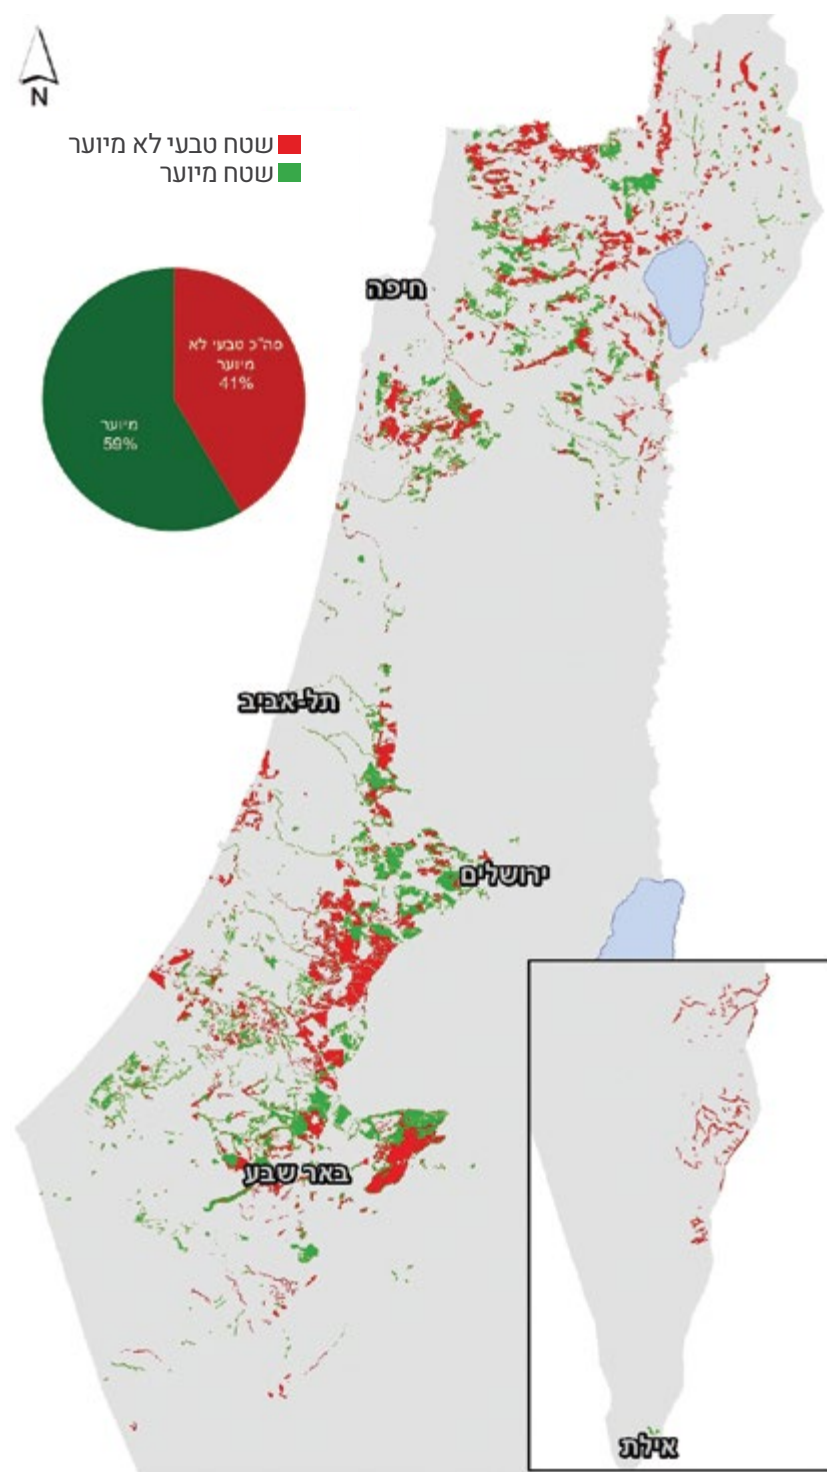 N
שטח טבעי לא מיוער
שטח מיוער
סה"כ טבעי לא
מיוער
41%
מיוער
59%
חיפה
תל-אביב
ירושלים
באר שבע
אילת